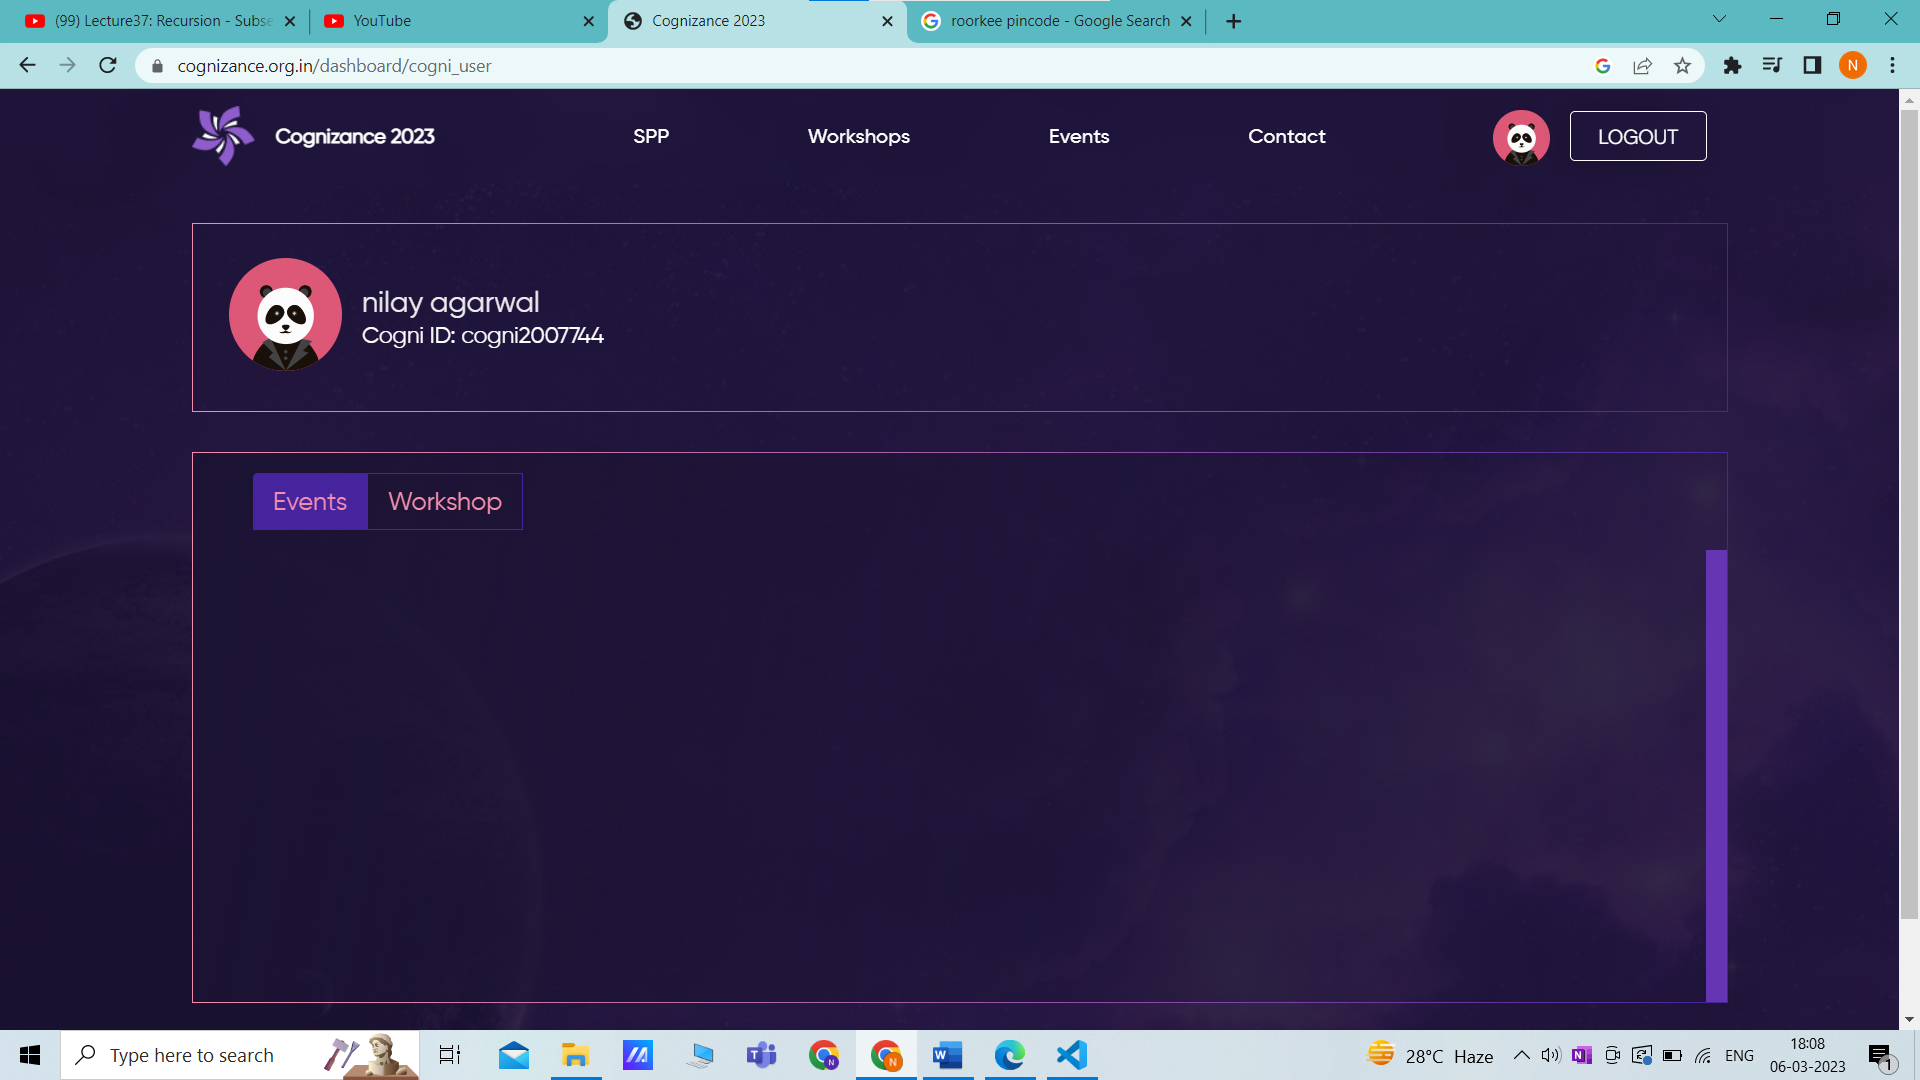 (99) Lecture37: Recursion - Subse
YouTube
Cognizance 2023
roorkee pincode - Google Search
cognizance.org.in/dashboard/cogni_user
N
Cognizance 2023
SPP
Workshops
Events
Contact
LOGOUT
nilay agarwal
Cogni ID: cogni2007744
Events
Workshop
Type here to search
28°C Haze
ENG
18:08
06-03-2023
1